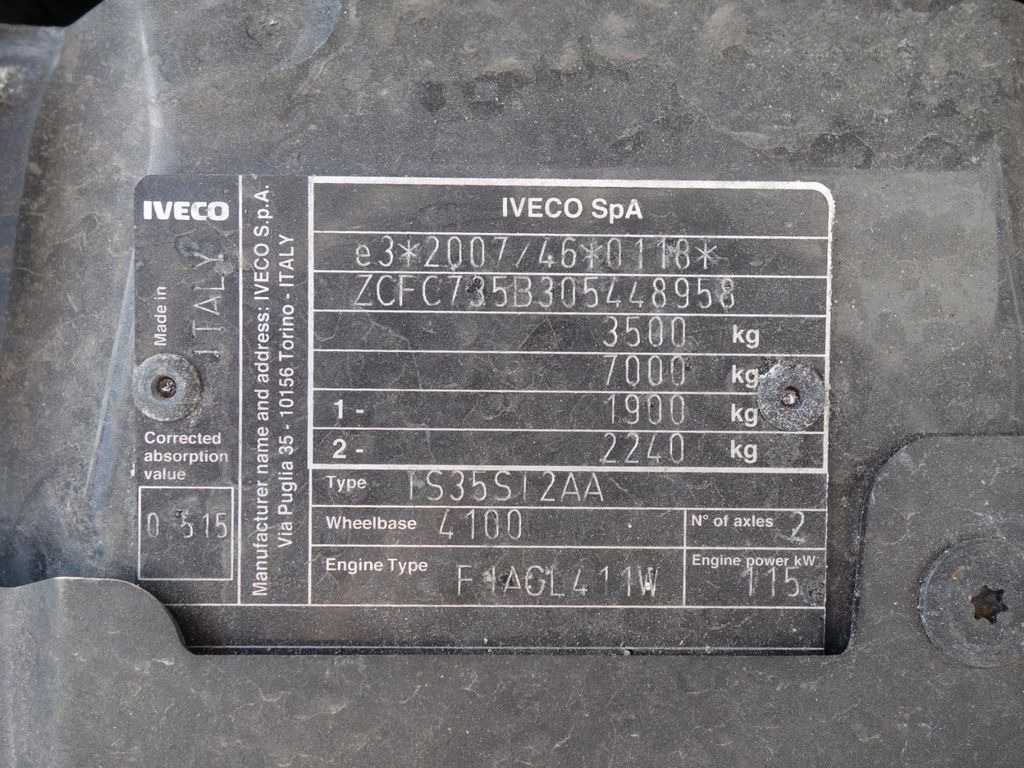 IVECO
Made in ITALY
Corrected
absorption
value
0 515
Manufacturer name and address: IVECO S.p.A.
Via Puglia 35 - 10156 Torino - ITALY
IVECO SpA
e3*2007/46*0118*
ZCFC735B305448958
3500 kg
7000 kg
1 - 1900 kg
2 - 2240 kg
Type IS35SI2AA
Wheelbase 4100
N° of axles 2
Engine Type F1AGL411W
Engine power kW
115